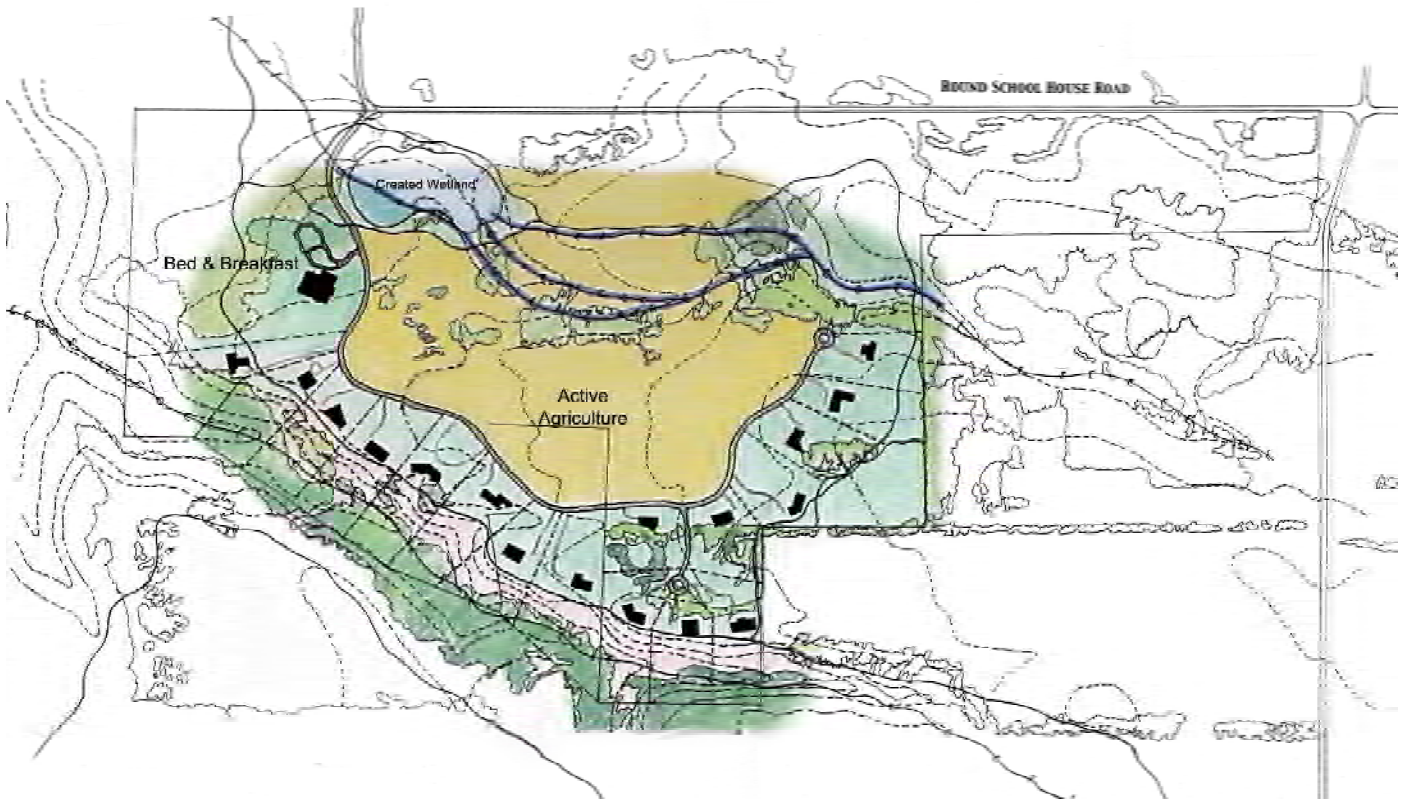 ROUND SCHOOL HOUSE ROAD
Created Wetland
Bed & Breakfast
Active
Agriculture